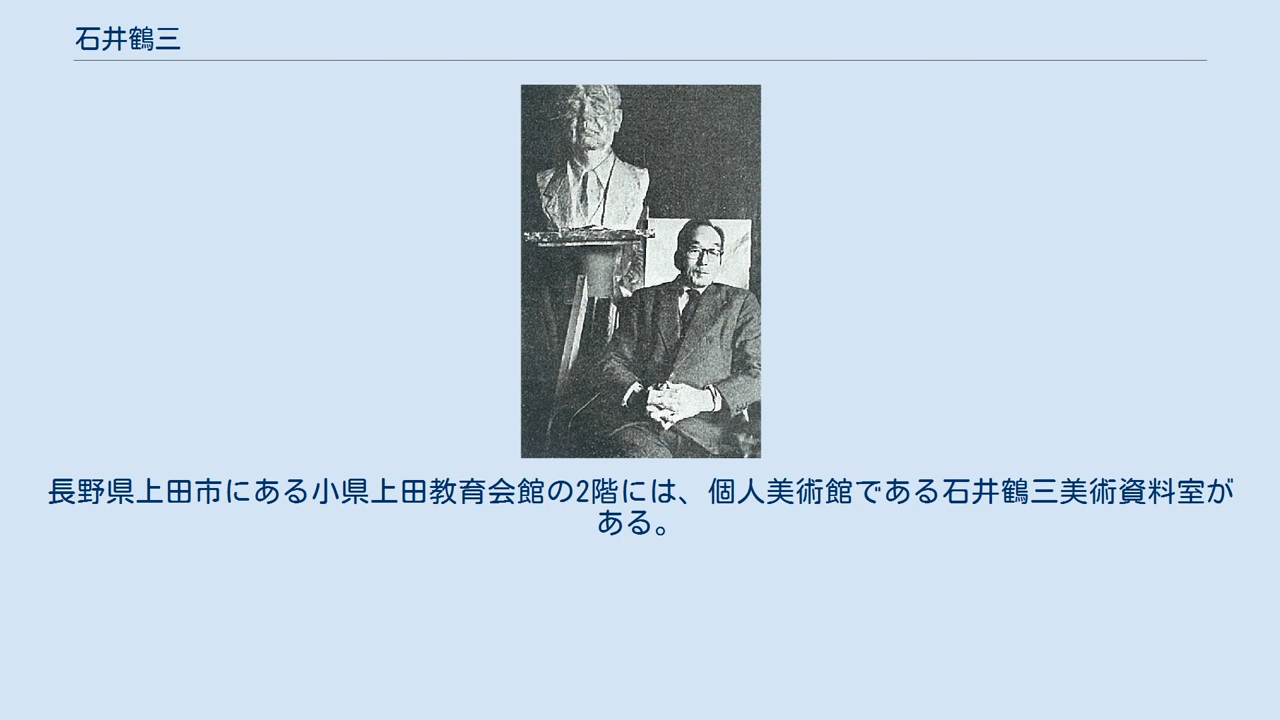 石井鶴三
長野県上田市にある小県上田教育会館の2階には、個人美術館である石井鶴三美術資料室が
ある。